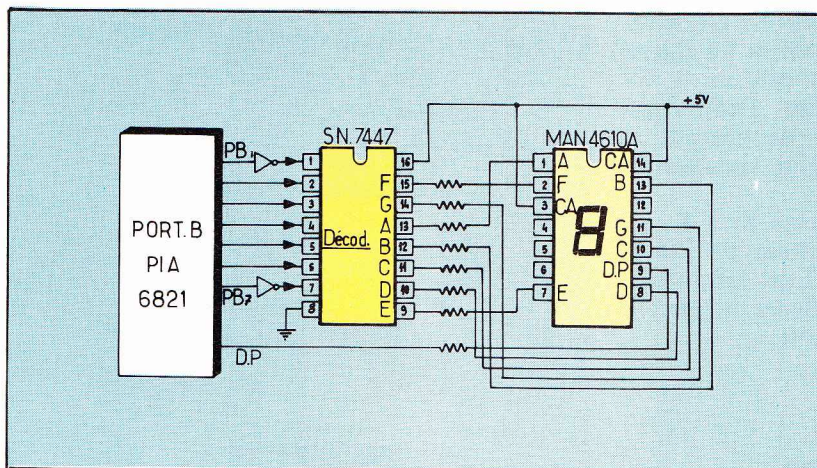 +5V
SN.7447
MAN4610A
PORT.B
PIA
6821
PB1
PB7
D.P
Décod.
1
2
3
4
5
6
7
8
16
F 15
G 14
A 13
B 12
C 11
D 10
E 9
1 A CA 14
2 F B 13
3 CA 12
4 G 11
5 C 10
6 D.P 9
7 E D 8
8